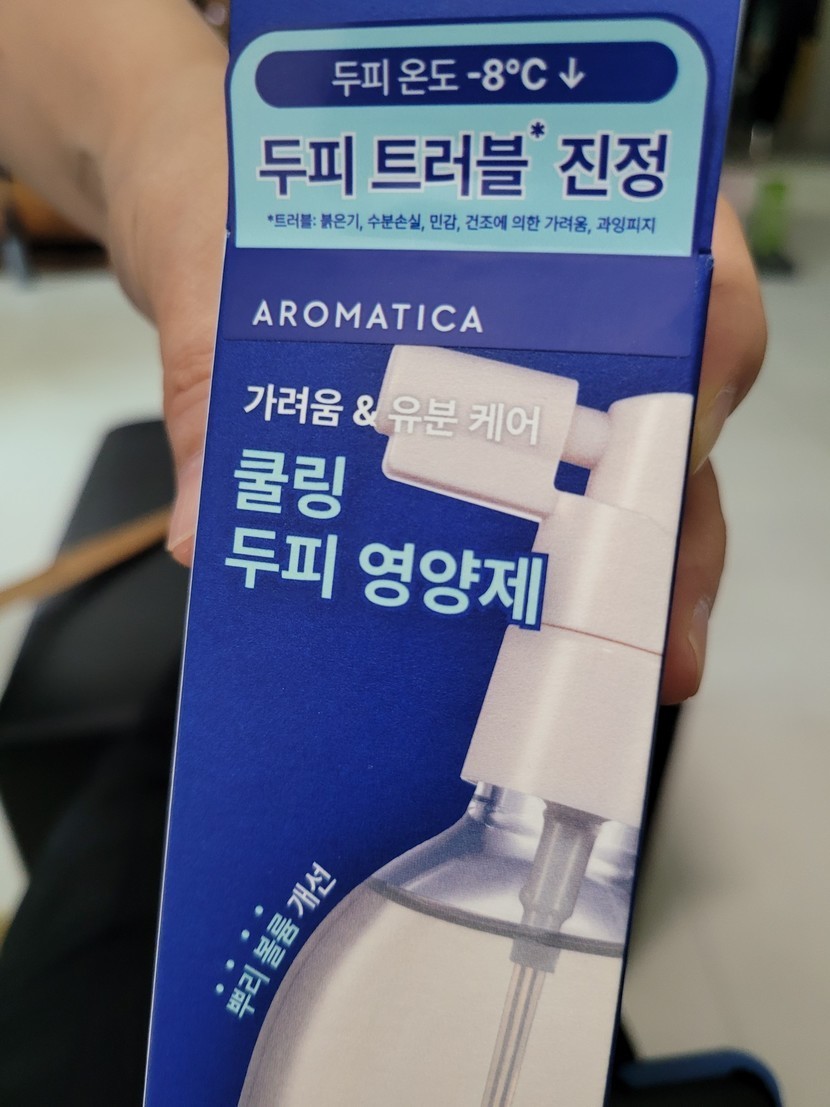 두피 온도 -8°C ↓
두피 트러블* 진정
*트러블: 붉은기, 수분손실, 민감, 건조에 의한 가려움, 과잉피지
AROMATICA
가려움 & 유분 케어
쿨링
두피 영양제
뿌리 볼륨 개선